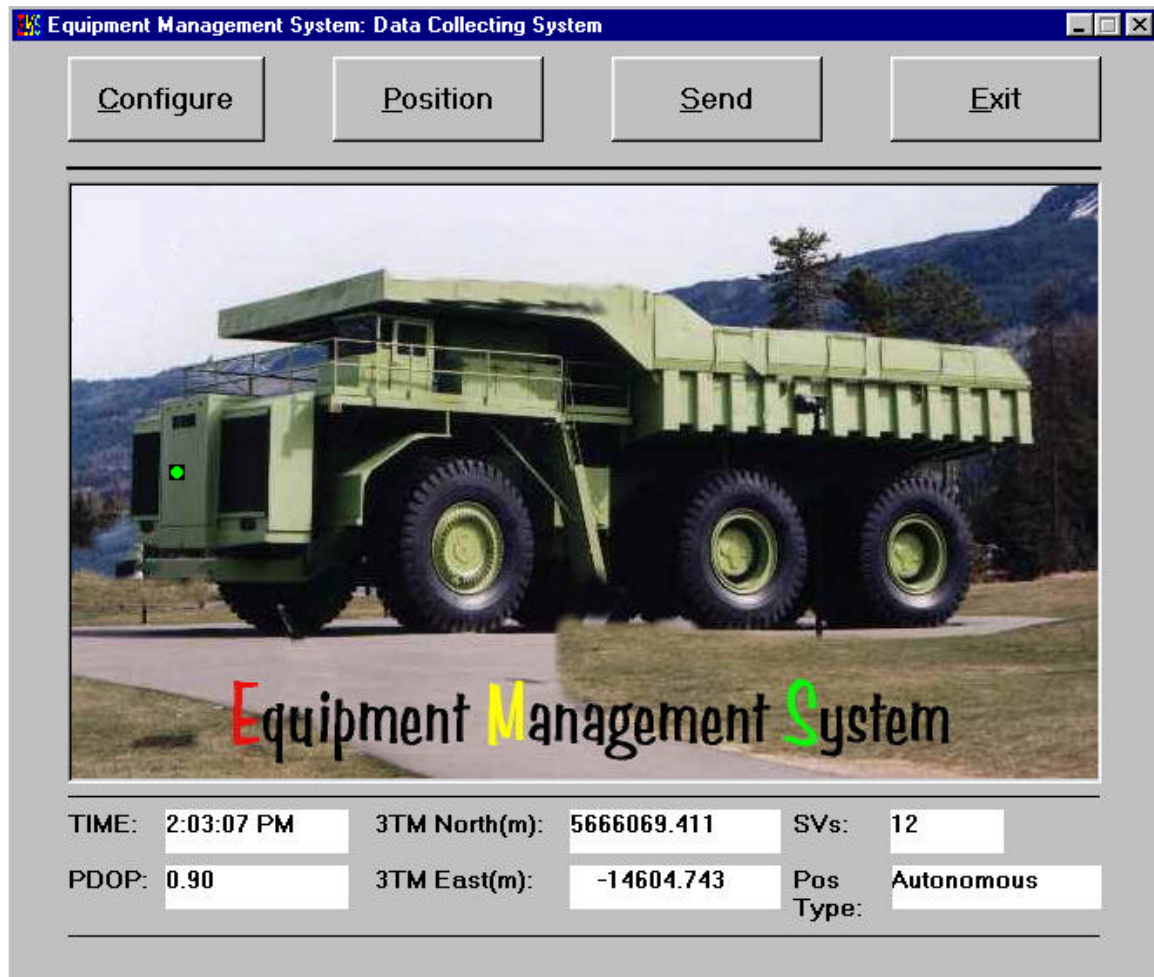 Equipment Management System: Data Collecting System
Configure Position Send Exit
Equipment Management System
TIME: 2:03:07 PM 3TM North(m): 5666069.411 SVs: 12
PDOP: 0.90 3TM East(m): -14604.743 Pos Type: Autonomous